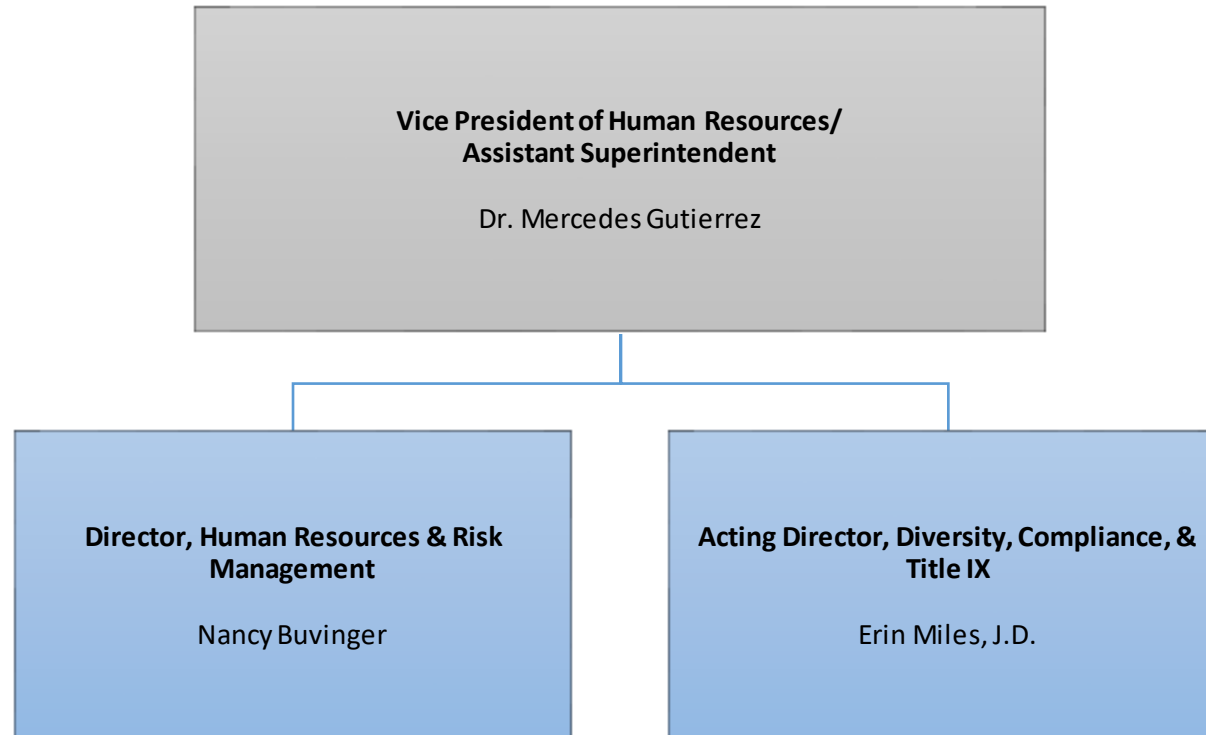 Vice President of Human Resources/
Assistant Superintendent
Dr. Mercedes Gutierrez
Director, Human Resources & Risk
Management
Nancy Buvinger
Acting Director, Diversity, Compliance, &
Title IX
Erin Miles, J.D.